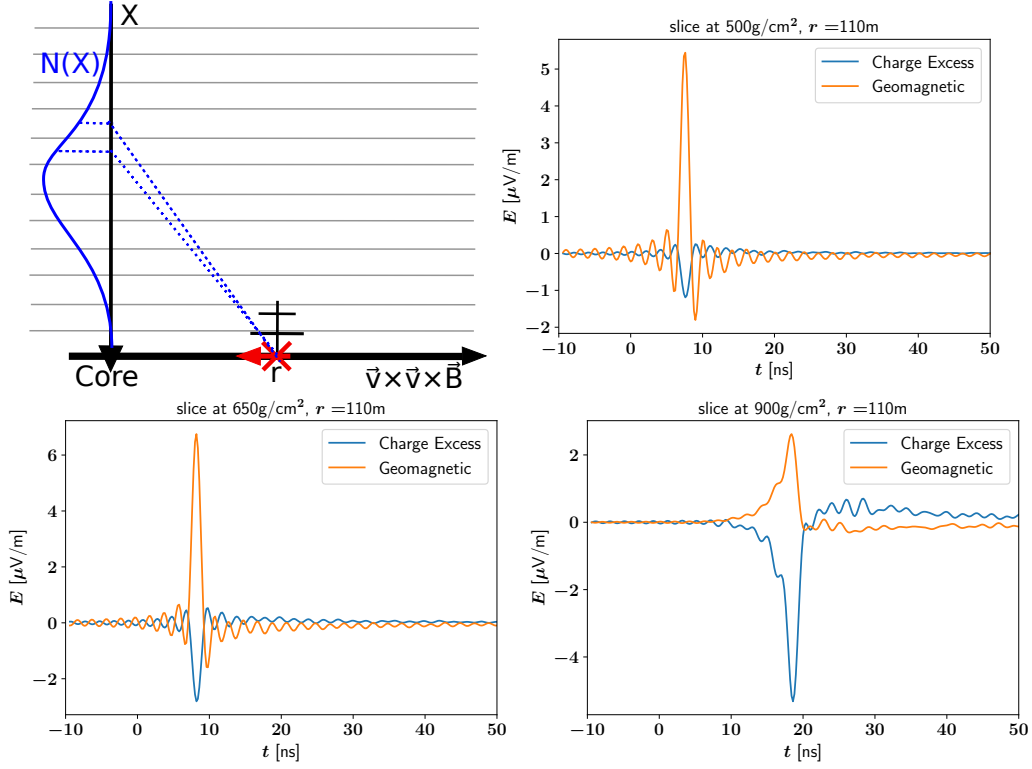 X
N(X)
Core
r
v⃗×v⃗×B⃗
slice at 500g/cm², r =110m
Charge Excess
Geomagnetic
E [μV/m]
5
4
3
2
1
0
−1
−2
−10 0 10 20 30 40 50
t [ns]
slice at 650g/cm², r =110m
Charge Excess
Geomagnetic
E [μV/m]
6
4
2
0
−2
−10 0 10 20 30 40 50
t [ns]
slice at 900g/cm², r =110m
Charge Excess
Geomagnetic
E [μV/m]
2
0
−2
−4
−10 0 10 20 30 40 50
t [ns]